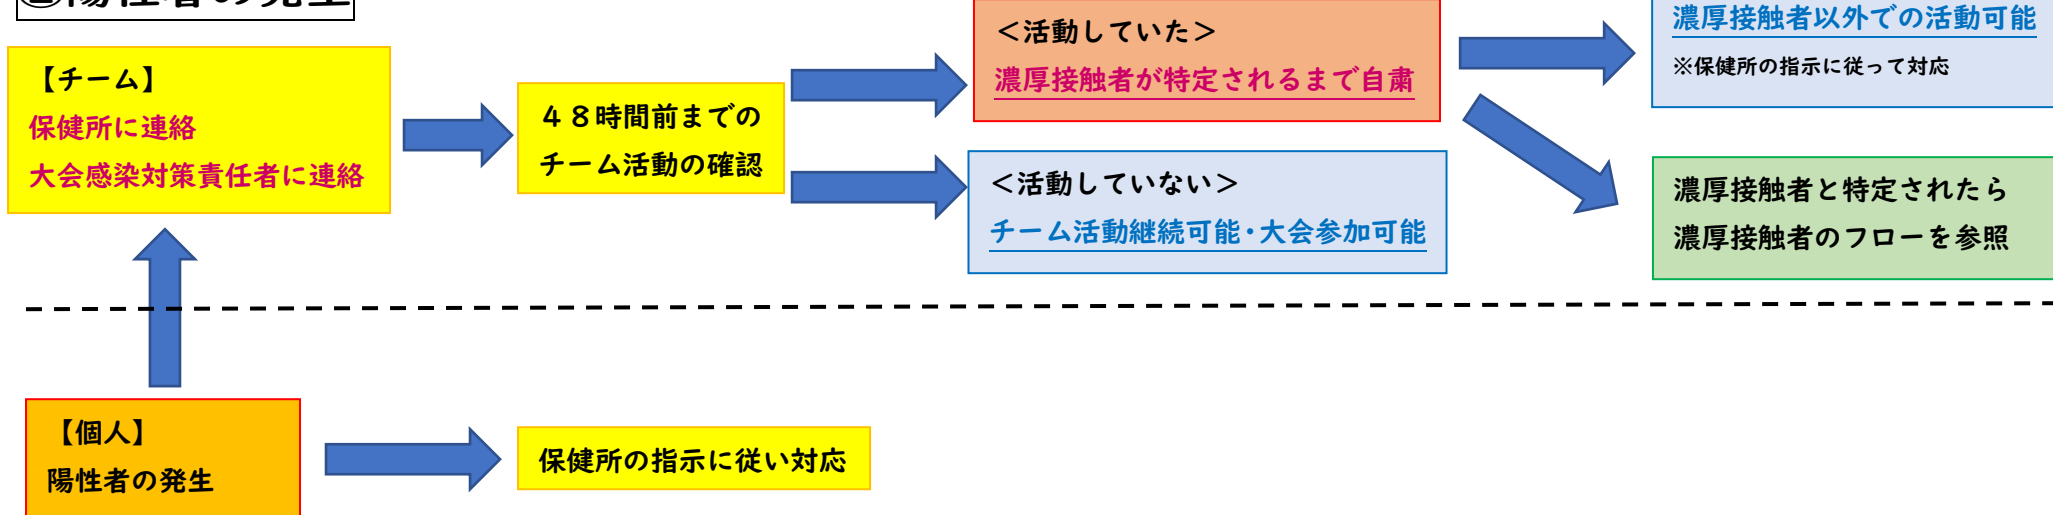 陽性者の発生
【チーム】
保健所に連絡
大会感染対策責任者に連絡
４８時間前までの
チーム活動の確認
＜活動していた＞
濃厚接触者が特定されるまで自粛
＜活動していない＞
チーム活動継続可能・大会参加可能
濃厚接触者以外での活動可能
※保健所の指示に従って対応
濃厚接触者と特定されたら
濃厚接触者のフローを参照
【個人】
陽性者の発生
保健所の指示に従い対応